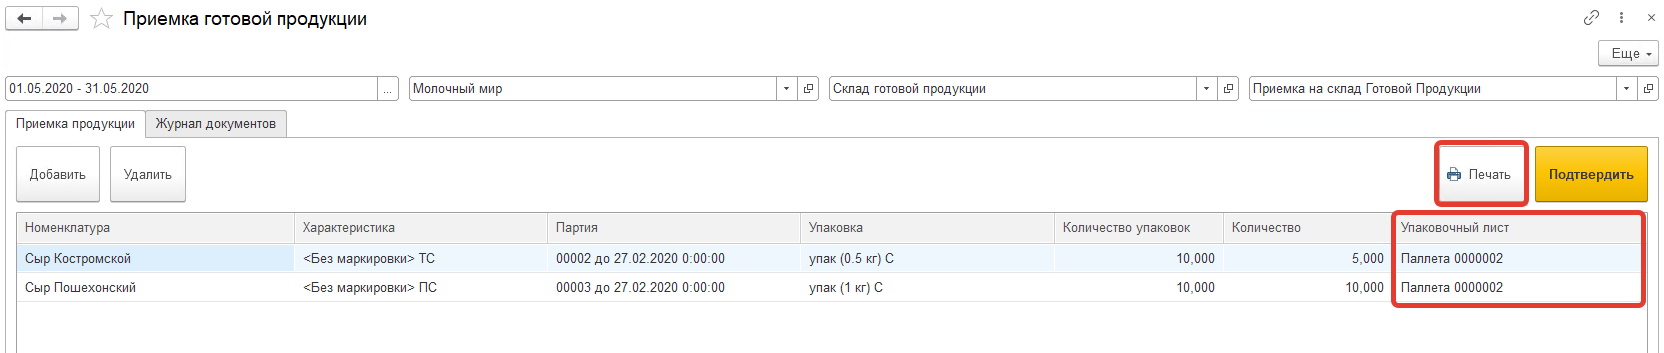 Приемка готовой продукции
Еще
01.05.2020 - 31.05.2020 ... Молочный мир Склад готовой продукции Приемка на склад Готовой Продукции
Приемка продукции Журнал документов
Добавить Удалить Печать Подтвердить
Номенклатура Характеристика Партия Упаковка Количество упаковок Количество Упаковочный лист
Сыр Костромской <Без маркировки> ТС 00002 до 27.02.2020 0:00:00 упак (0.5 кг) С 10,000 5,000 Паллета 0000002
Сыр Пошехонский <Без маркировки> ПС 00003 до 27.02.2020 0:00:00 упак (1 кг) С 10,000 10,000 Паллета 0000002